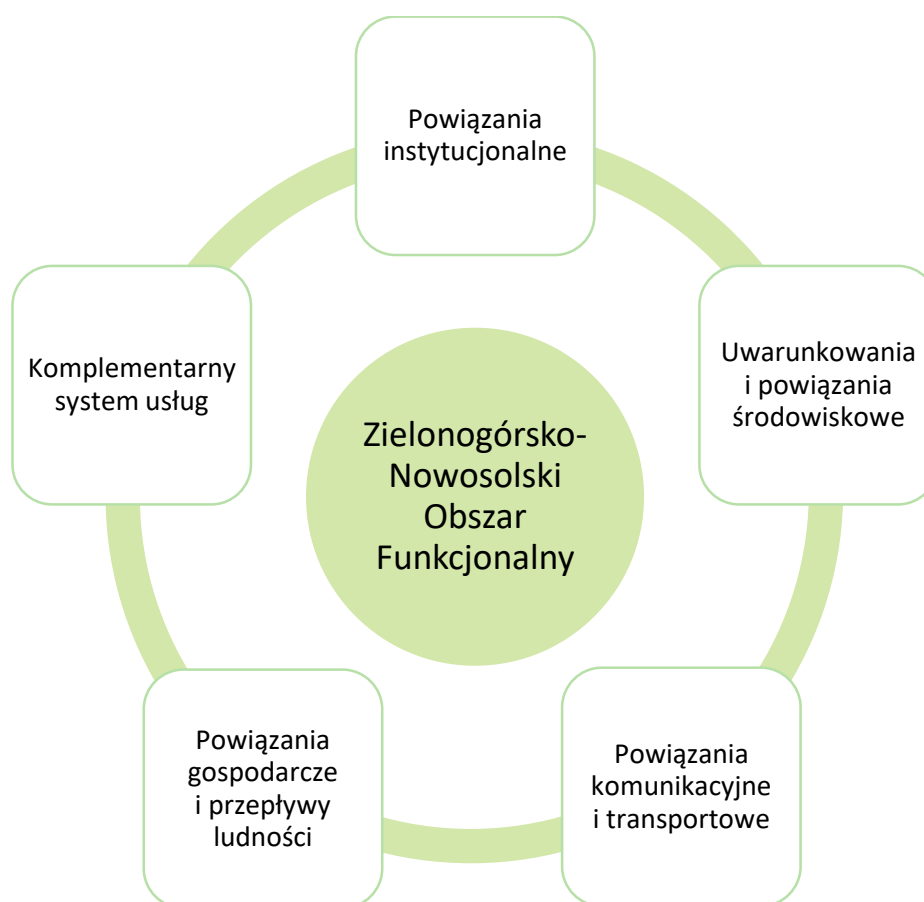 Powiązania
instytucjonalne
Uwarunkowania
i powiązania
środowiskowe
Komplementarny
system usług
Zielonogórsko-
Nowosolski
Obszar
Funkcjonalny
Powiązania
gospodarcze
i przepływy
ludności
Powiązania
komunikacyjne
i transportowe